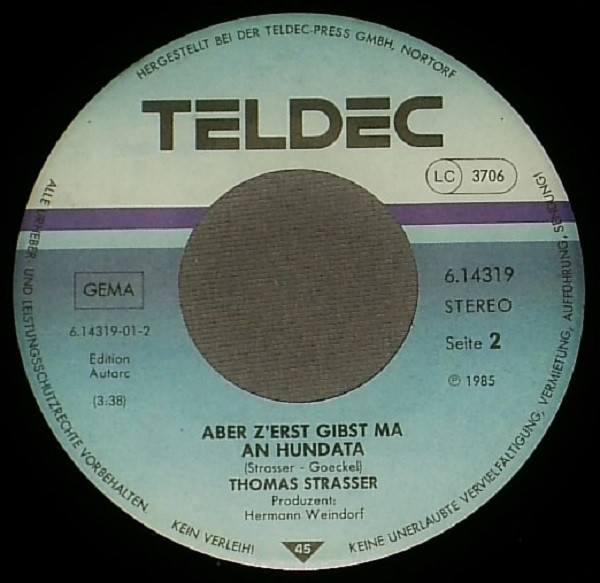 HERGESTELLT BEI DER TELDEC-PRESS GMBH, NORTORF
TELDEC
LC 3706
GEMA
6.14319-01-2
Edition
Autarc
(3:38)
6.14319
STEREO
Seite 2
℗ 1985
ABER Z'ERST GIBST MA
AN HUNDATA
(Strasser - Goeckel)
THOMAS STRASSER
Produzent:
Hermann Weindorf
45
ALLE URHEBER- UND LEISTUNGSSCHUTZRECHTE VORBEHALTEN.
KEIN VERLEIH!
KEINE UNERLAUBTE VERVIELFÄLTIGUNG, VERMIETUNG, AUFFÜHRUNG, SENDUNG!